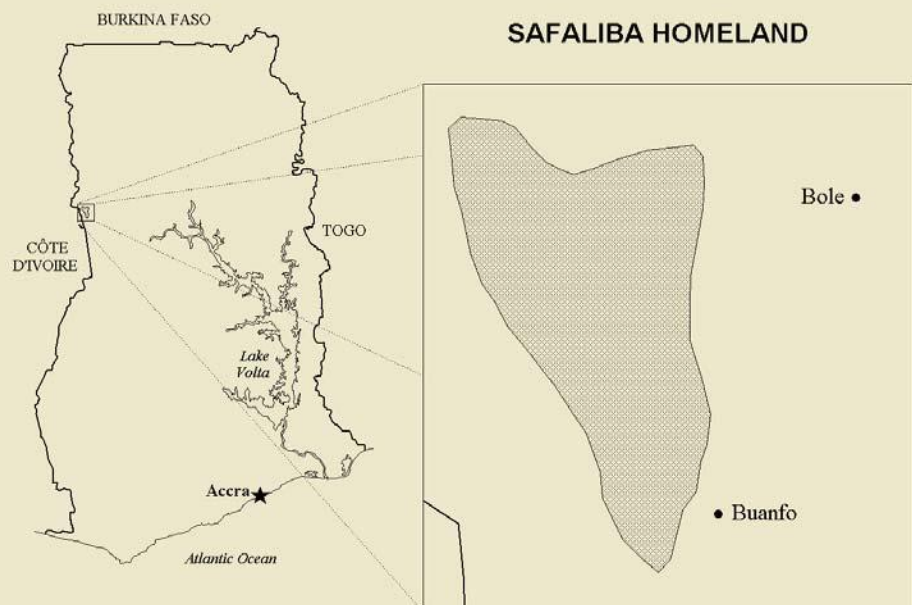 BURKINA FASO
SAFALIBA HOMELAND
Bole
TOGO
CÔTE
D'IVOIRE
Lake
Volta
Accra
Buanfo
Atlantic Ocean